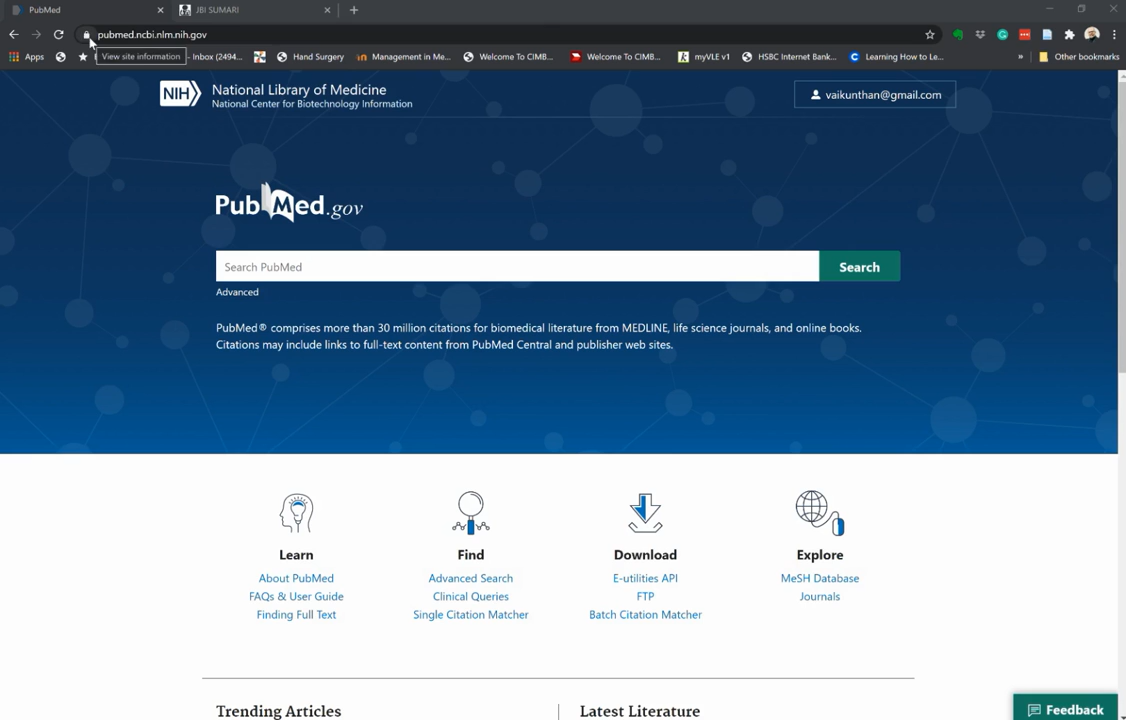 PubMed
JBI SUMARI
pubmed.ncbi.nlm.nih.gov
Apps
View site information
- Inbox (2494...
Hand Surgery
Management in Me...
Welcome To CIMB...
Welcome To CIMB...
myVLE v1
HSBC Internet Bank...
Learning How to Le...
»
Other bookmarks
NIH
National Library of Medicine
National Center for Biotechnology Information
vaikunthan@gmail.com
PubMed.gov
Search PubMed
Search
Advanced
PubMed® comprises more than 30 million citations for biomedical literature from MEDLINE, life science journals, and online books.
Citations may include links to full-text content from PubMed Central and publisher web sites.
Learn
About PubMed
FAQs & User Guide
Finding Full Text
Find
Advanced Search
Clinical Queries
Single Citation Matcher
Download
E-utilities API
FTP
Batch Citation Matcher
Explore
MeSH Database
Journals
Trending Articles
Latest Literature
Feedback